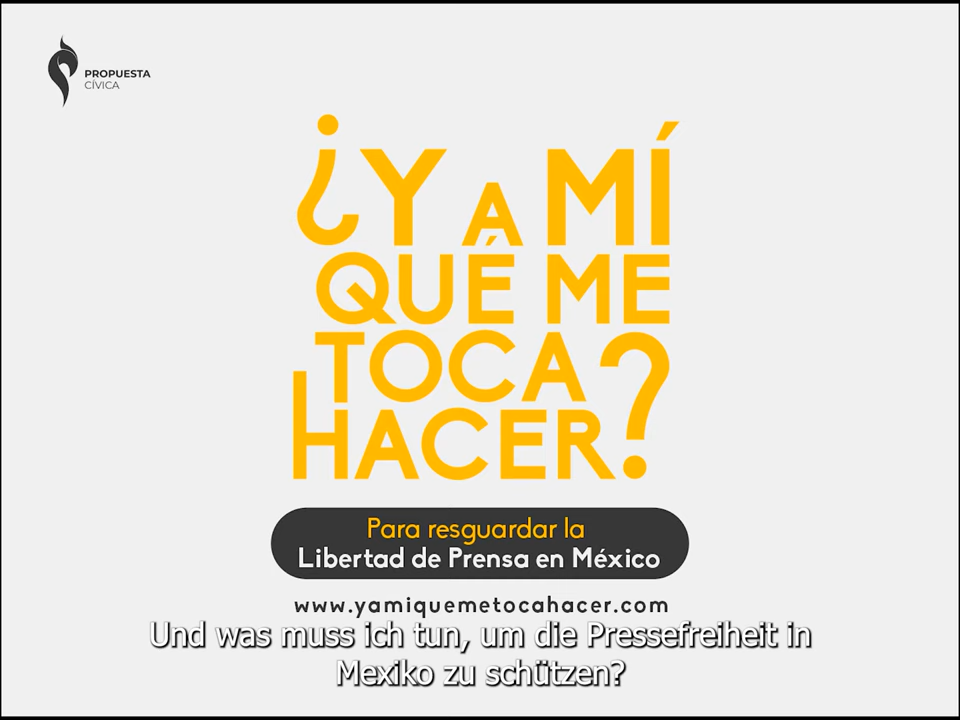 PROPUESTA
CÍVICA
¿Y A MÍ
QUÉ ME
TOCA
HACER?
Para resguardar la
Libertad de Prensa en México
www.yamiquemetocahacer.com
Und was muss ich tun, um die Pressefreiheit in
Mexiko zu schützen?